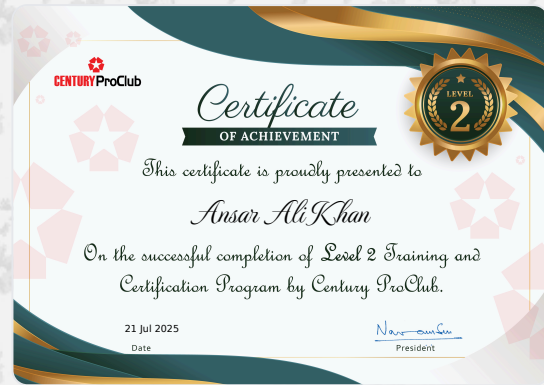 CENTURY ProClub
Certificate
OF ACHIEVEMENT
LEVEL
2
This certificate is proudly presented to
Ansar Ali Khan
On the successful completion of Level 2 Training and
Certification Program by Century ProClub.
21 Jul 2025
Date
President